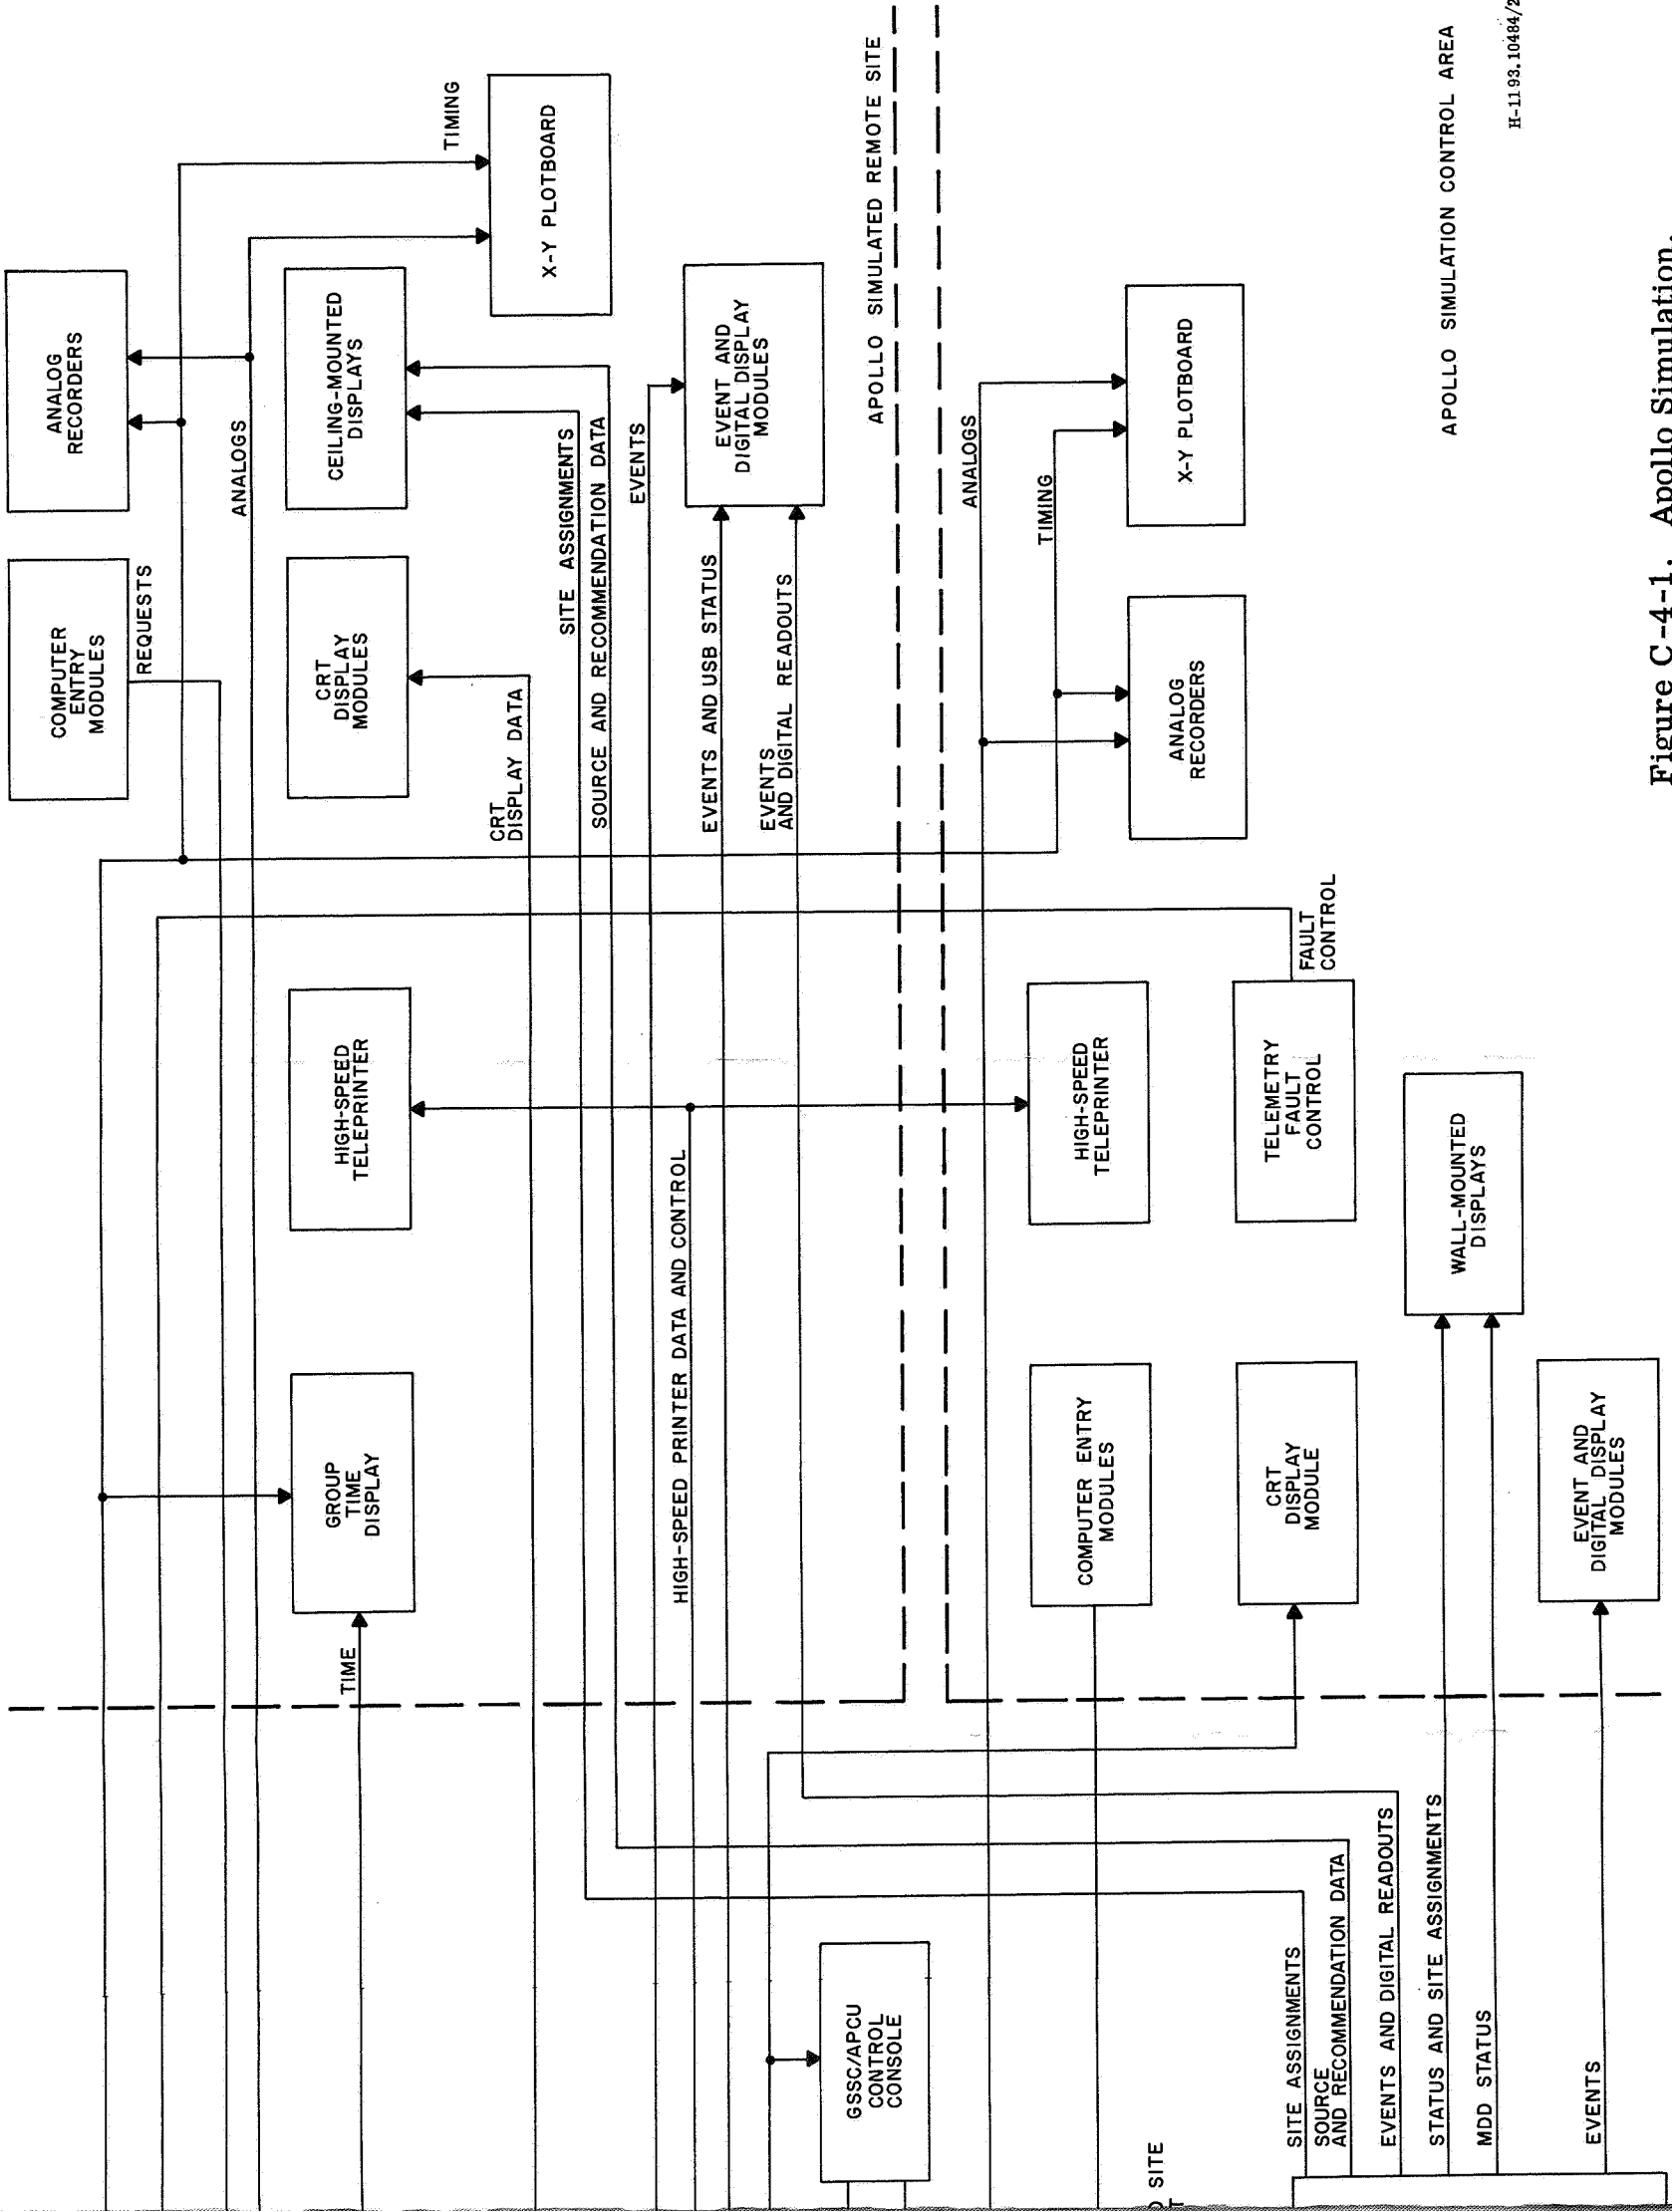 COMPUTER
ENTRY
MODULES
REQUESTS
ANALOG
RECORDERS
ANALOGS
TIMING
X-Y PLOTBOARD
CRT
DISPLAY
MODULES
CEILING-MOUNTED
DISPLAYS
GROUP
TIME
DISPLAY
TIME
HIGH-SPEED
TELEPRINTER
CRT
DISPLAY DATA
SITE ASSIGNMENTS
SOURCE AND RECOMMENDATION DATA
EVENTS
HIGH-SPEED PRINTER DATA AND CONTROL
EVENTS AND USB STATUS
EVENTS
AND DIGITAL READOUTS
EVENT AND
DIGITAL DISPLAY
MODULES
APOLLO SIMULATED REMOTE SITE
GSSC/APCU
CONTROL
CONSOLE
ANALOGS
TIMING
COMPUTER ENTRY
MODULES
HIGH-SPEED
TELEPRINTER
ANALOG
RECORDERS
X-Y PLOTBOARD
SITE
CRT
DISPLAY
MODULE
TELEMETRY
FAULT
CONTROL
FAULT
CONTROL
SITE ASSIGNMENTS
SOURCE
AND RECOMMENDATION DATA
EVENTS AND DIGITAL READOUTS
STATUS AND SITE ASSIGNMENTS
MDD STATUS
WALL-MOUNTED
DISPLAYS
EVENTS
EVENT AND
DIGITAL DISPLAY
MODULES
APOLLO SIMULATION CONTROL AREA
H-1193.10484/2
Figure C-4-1. Apollo Simulation.